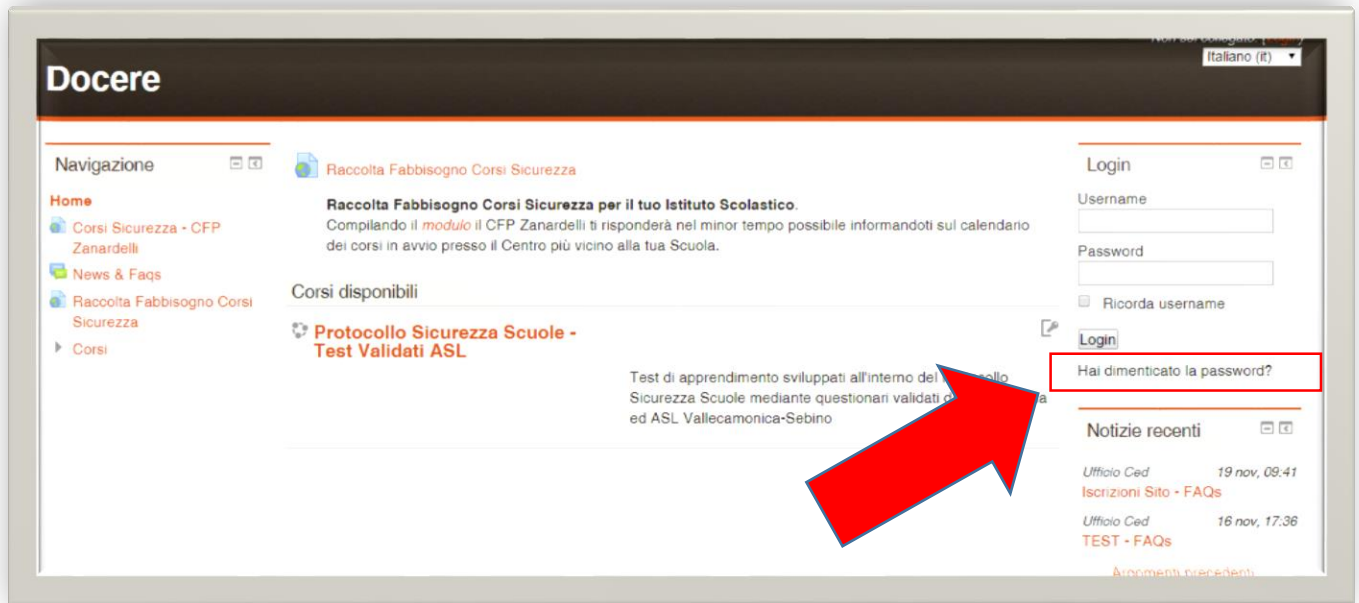 Italiano (it)
Docere
Navigazione
Home
Corsi Sicurezza - CFP
Zanardelli
News & Faqs
Raccolta Fabbisogno Corsi
Sicurezza
Corsi
Raccolta Fabbisogno Corsi Sicurezza
Raccolta Fabbisogno Corsi Sicurezza per il tuo Istituto Scolastico.
Compilando il modulo il CFP Zanardelli ti risponderà nel minor tempo possibile informandoti sul calendario
dei corsi in avvio presso il Centro più vicino alla tua Scuola.
Corsi disponibili
Protocollo Sicurezza Scuole -
Test Validati ASL
Test di apprendimento sviluppati all'interno del
Sicurezza Scuole mediante questionari validati
ed ASL Vallecamonica-Sebino
Login
Username
Password
Ricorda username
Login
Hai dimenticato la password?
Notizie recenti
Ufficio Ced 19 nov, 09:41
Iscrizioni Sito - FAQs
Ufficio Ced 16 nov, 17:36
TEST - FAQs
Argomenti precedenti